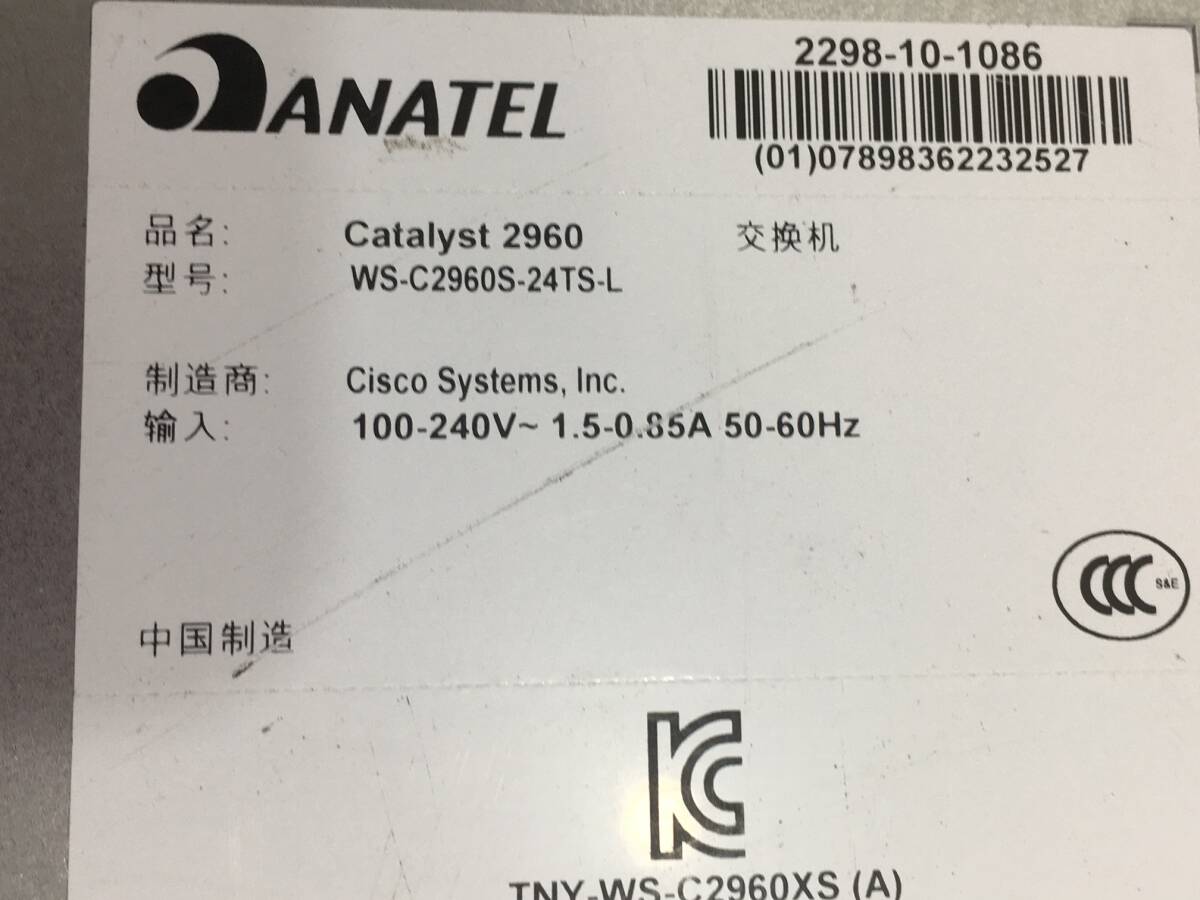 ANATEL
2298-10-1086
(01)07898362232527
品名: Catalyst 2960 交换机
型号: WS-C2960S-24TS-L
制造商: Cisco Systems, Inc.
输入: 100-240V~ 1.5-0.85A 50-60Hz
CCC S&E
中国制造
KC
TNY-WS-C2960XS (A)